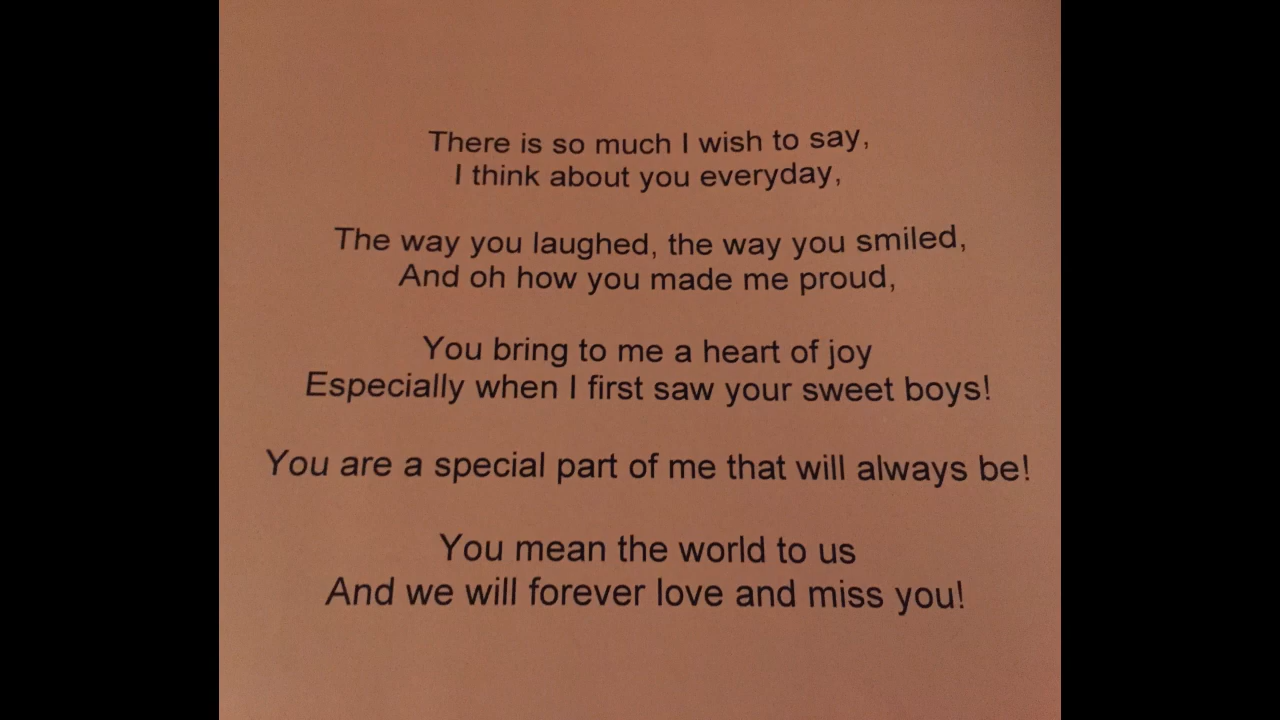 There is so much I wish to say,
I think about you everyday,
The way you laughed, the way you smiled,
And oh how you made me proud,
You bring to me a heart of joy
Especially when I first saw your sweet boys!
You are a special part of me that will always be!
You mean the world to us
And we will forever love and miss you!